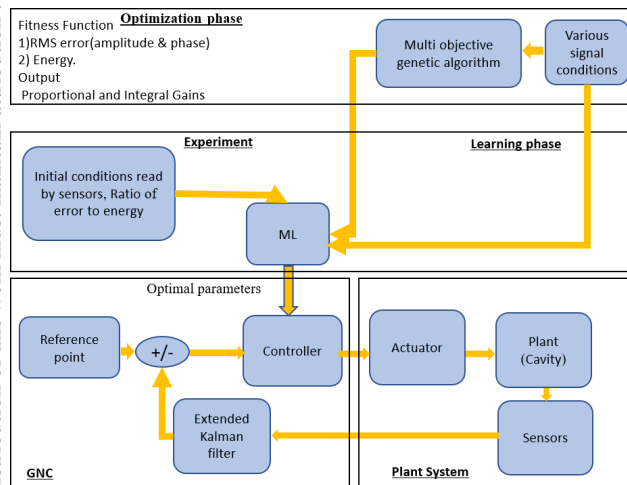 Optimization phase
Fitness Function
1)RMS error(amplitude & phase)
2) Energy.
Output
Proportional and Integral Gains
Multi objective
genetic algorithm
Various
signal
conditions
Experiment
Learning phase
Initial conditions read
by sensors, Ratio of
error to energy
ML
Optimal parameters
Reference
point
+/-
Controller
Actuator
Plant
(Cavity)
Extended
Kalman
filter
Sensors
GNC
Plant System